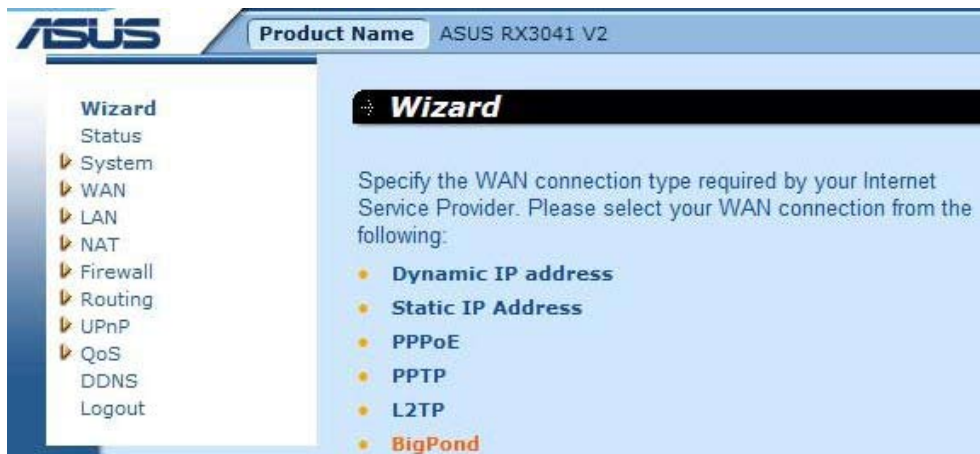 ASUS
Product Name ASUS RX3041 V2
Wizard
Status
System
WAN
LAN
NAT
Firewall
Routing
UPnP
QoS
DDNS
Logout
Wizard
Specify the WAN connection type required by your Internet
Service Provider. Please select your WAN connection from the
following:
Dynamic IP address
Static IP Address
PPPoE
PPTP
L2TP
BigPond